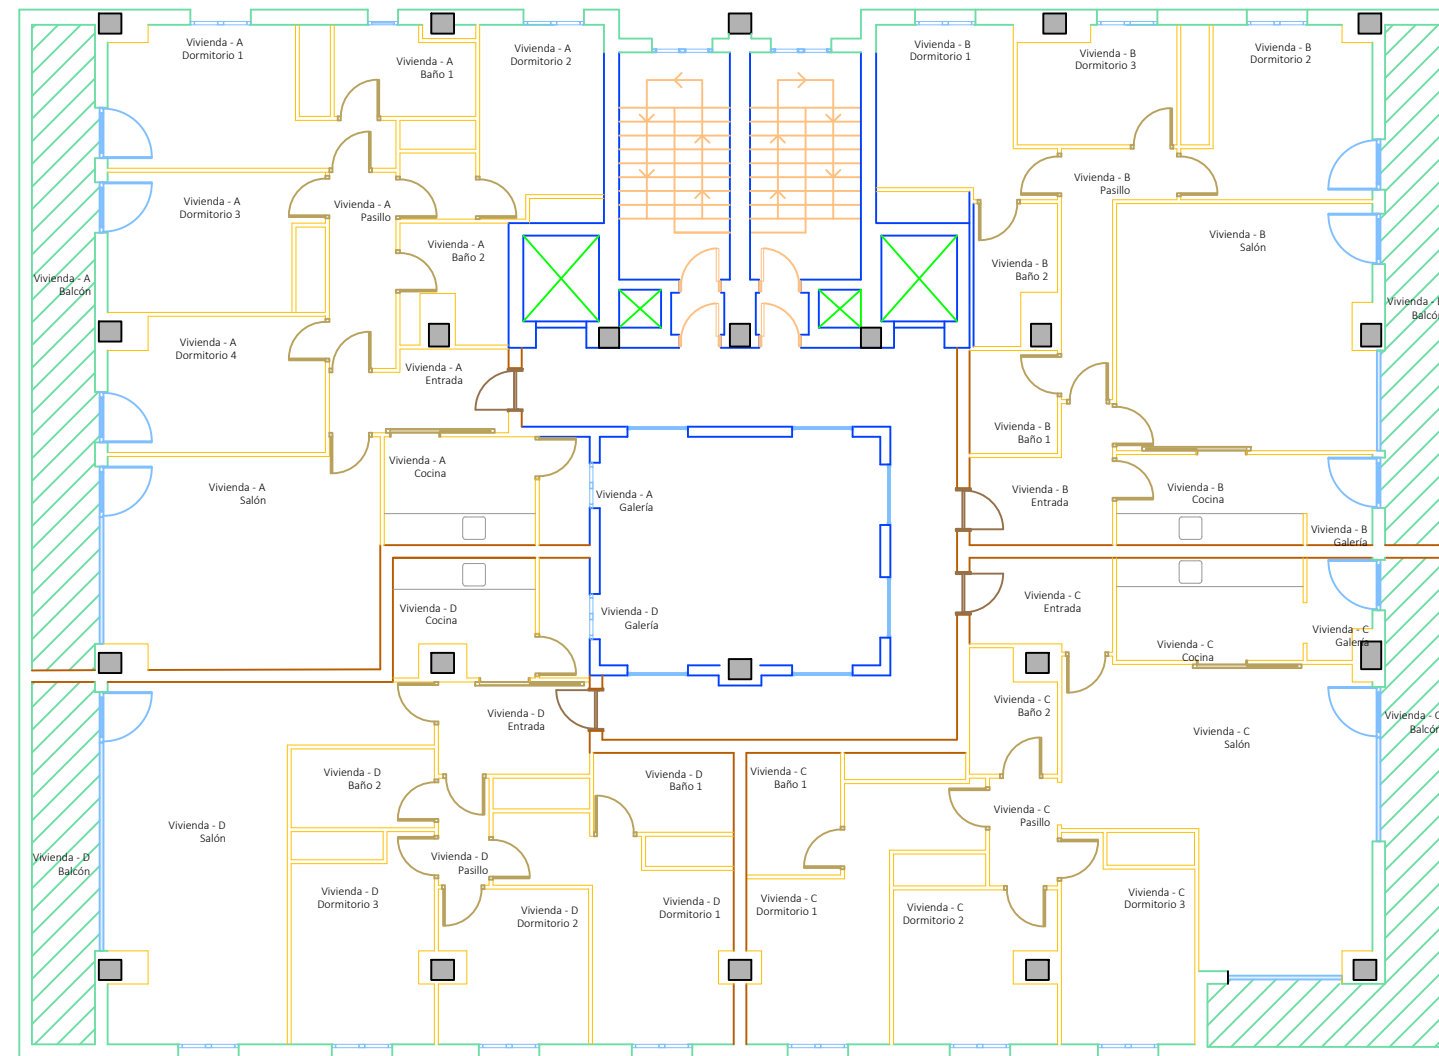 Vivienda - A
Dormitorio 1
Vivienda - A
Baño 1
Vivienda - A
Dormitorio 2
Vivienda - B
Dormitorio 1
Vivienda - B
Dormitorio 3
Vivienda - B
Dormitorio 2
Vivienda - A
Dormitorio 3
Vivienda - A
Pasillo
Vivienda - B
Pasillo
Vivienda - A
Baño 2
Vivienda - B
Salón
Vivienda - B
Baño 2
Vivienda - A
Balcón
Vivienda -
Balcó
Vivienda - A
Dormitorio 4
Vivienda - A
Entrada
Vivienda - B
Baño 1
Vivienda - A
Cocina
Vivienda - A
Salón
Vivienda - A
Galería
Vivienda - B
Entrada
Vivienda - B
Cocina
Vivienda - B
Galería
Vivienda - D
Cocina
Vivienda - D
Galería
Vivienda - C
Entrada
Vivienda - C
Cocina
Vivienda - C
Galería
Vivienda - D
Entrada
Vivienda - C
Baño 2
Vivienda - C
Salón
Vivienda - C
Balcón
Vivienda - D
Baño 2
Vivienda - D
Baño 1
Vivienda - C
Baño 1
Vivienda - D
Salón
Vivienda - C
Pasillo
Vivienda - D
Balcón
Vivienda - D
Pasillo
Vivienda - D
Dormitorio 3
Vivienda - D
Dormitorio 2
Vivienda - D
Dormitorio 1
Vivienda - C
Dormitorio 1
Vivienda - C
Dormitorio 2
Vivienda - C
Dormitorio 3